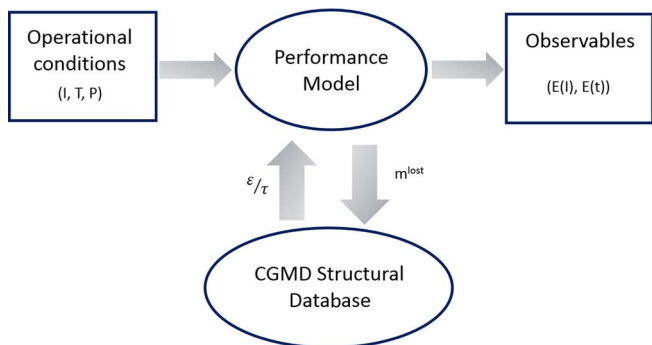 Operational
conditions
(I, T, P)
Performance
Model
Observables
(E(I), E(t))
ε/τ
m^lost
CGMD Structural
Database